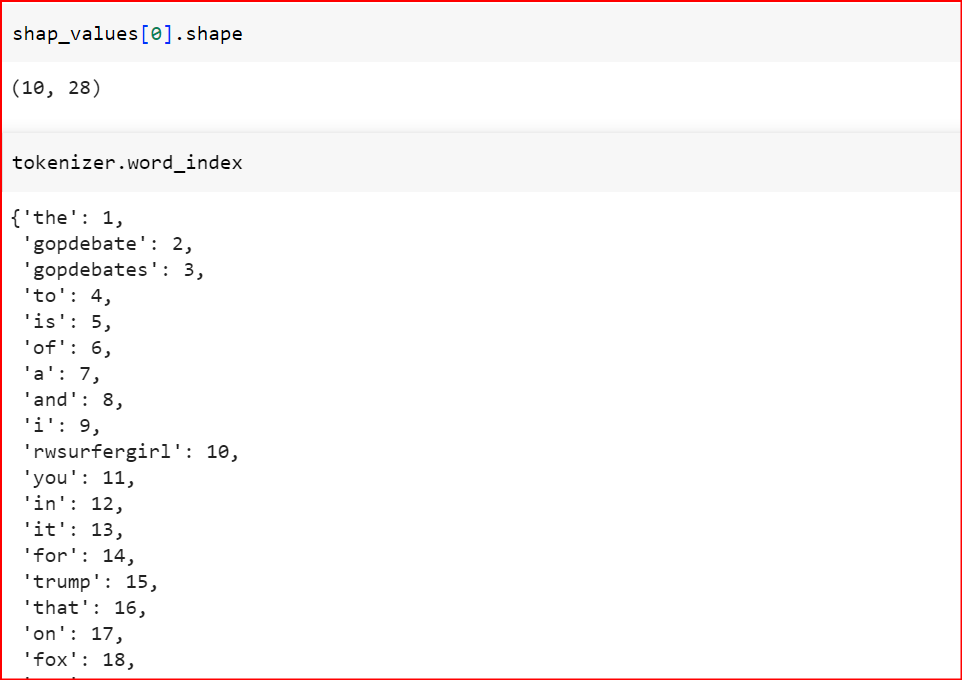 shap_values[0].shape
(10, 28)
tokenizer.word_index
{'the': 1,
'gopdebate': 2,
'gopdebates': 3,
'to': 4,
'is': 5,
'of': 6,
'a': 7,
'and': 8,
'i': 9,
'rwsurfergirl': 10,
'you': 11,
'in': 12,
'it': 13,
'for': 14,
'trump': 15,
'that': 16,
'on': 17,
'fox': 18,